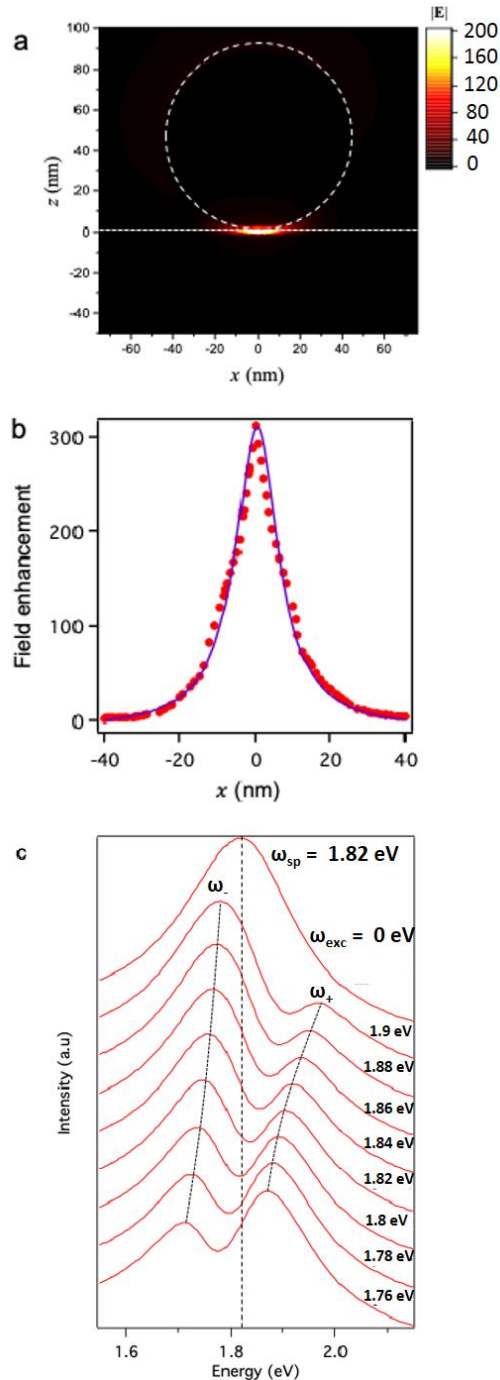 a
|E|
200
160
120
80
40
0
100
80
60
40
20
0
-20
-40
z (nm)
-60 -40 -20 0 20 40 60
x (nm)
b
300
200
100
0
Field enhancement
-40 -20 0 20 40
x (nm)
c
ωsp = 1.82 eV
ω-
ωexc = 0 eV
ω+
1.9 eV
1.88 eV
1.86 eV
1.84 eV
1.82 eV
1.8 eV
1.78 eV
1.76 eV
Intensity (a.u)
1.6 1.8 2.0
Energy (eV)